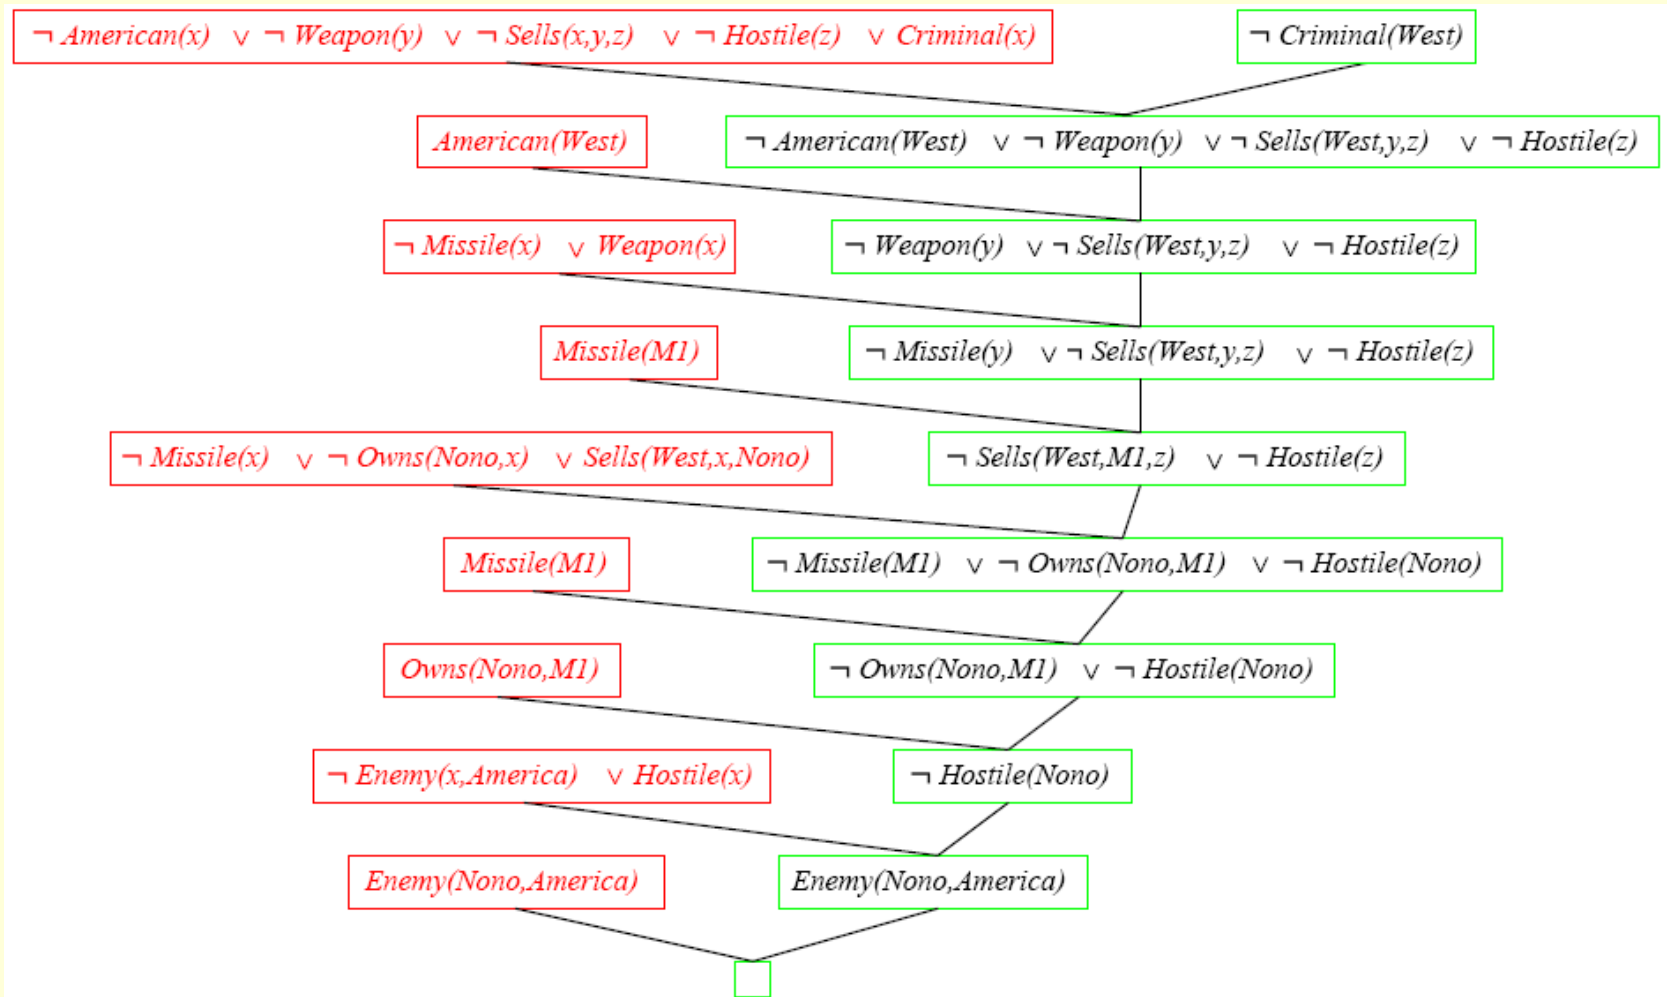 ¬ American(x) ∨ ¬ Weapon(y) ∨ ¬ Sells(x,y,z) ∨ ¬ Hostile(z) ∨ Criminal(x)
¬ Criminal(West)
American(West)
¬ American(West) ∨ ¬ Weapon(y) ∨ ¬ Sells(West,y,z) ∨ ¬ Hostile(z)
¬ Missile(x) ∨ Weapon(x)
¬ Weapon(y) ∨ ¬ Sells(West,y,z) ∨ ¬ Hostile(z)
Missile(M1)
¬ Missile(y) ∨ ¬ Sells(West,y,z) ∨ ¬ Hostile(z)
¬ Missile(x) ∨ ¬ Owns(Nono,x) ∨ Sells(West,x,Nono)
¬ Sells(West,M1,z) ∨ ¬ Hostile(z)
Missile(M1)
¬ Missile(M1) ∨ ¬ Owns(Nono,M1) ∨ ¬ Hostile(Nono)
Owns(Nono,M1)
¬ Owns(Nono,M1) ∨ ¬ Hostile(Nono)
¬ Enemy(x,America) ∨ Hostile(x)
¬ Hostile(Nono)
Enemy(Nono,America)
Enemy(Nono,America)